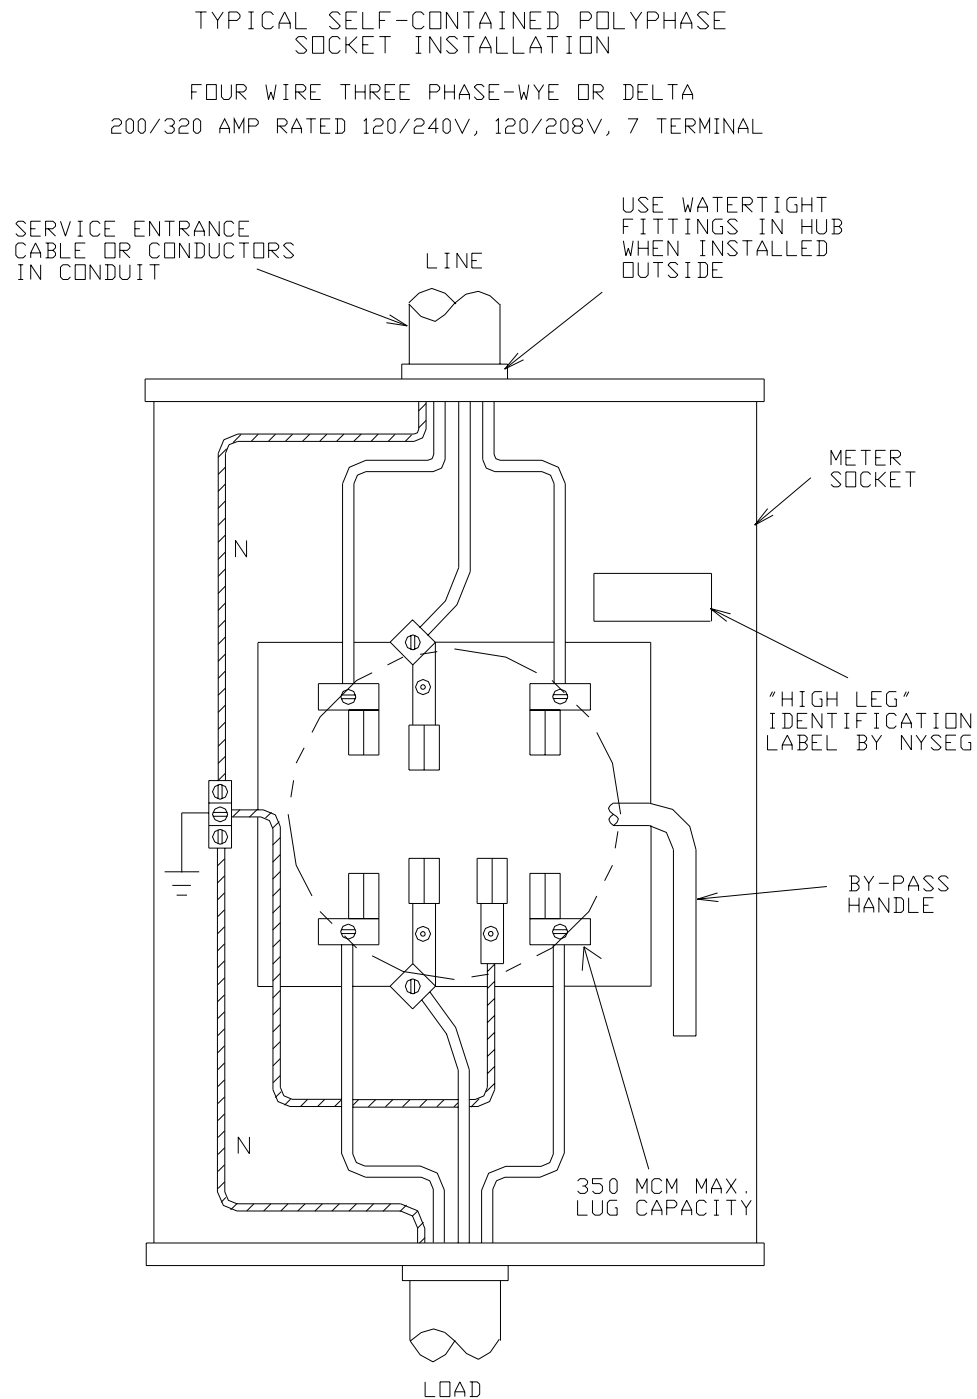 TYPICAL SELF-CONTAINED POLYPHASE
SOCKET INSTALLATION
FOUR WIRE THREE PHASE-WYE OR DELTA
200/320 AMP RATED 120/240V, 120/208V, 7 TERMINAL
SERVICE ENTRANCE
CABLE OR CONDUCTORS
IN CONDUIT
LINE
USE WATERTIGHT
FITTINGS IN HUB
WHEN INSTALLED
OUTSIDE
METER
SOCKET
N
"HIGH LEG"
IDENTIFICATION
LABEL BY NYSEG
BY-PASS
HANDLE
N
350 MCM MAX.
LUG CAPACITY
LOAD